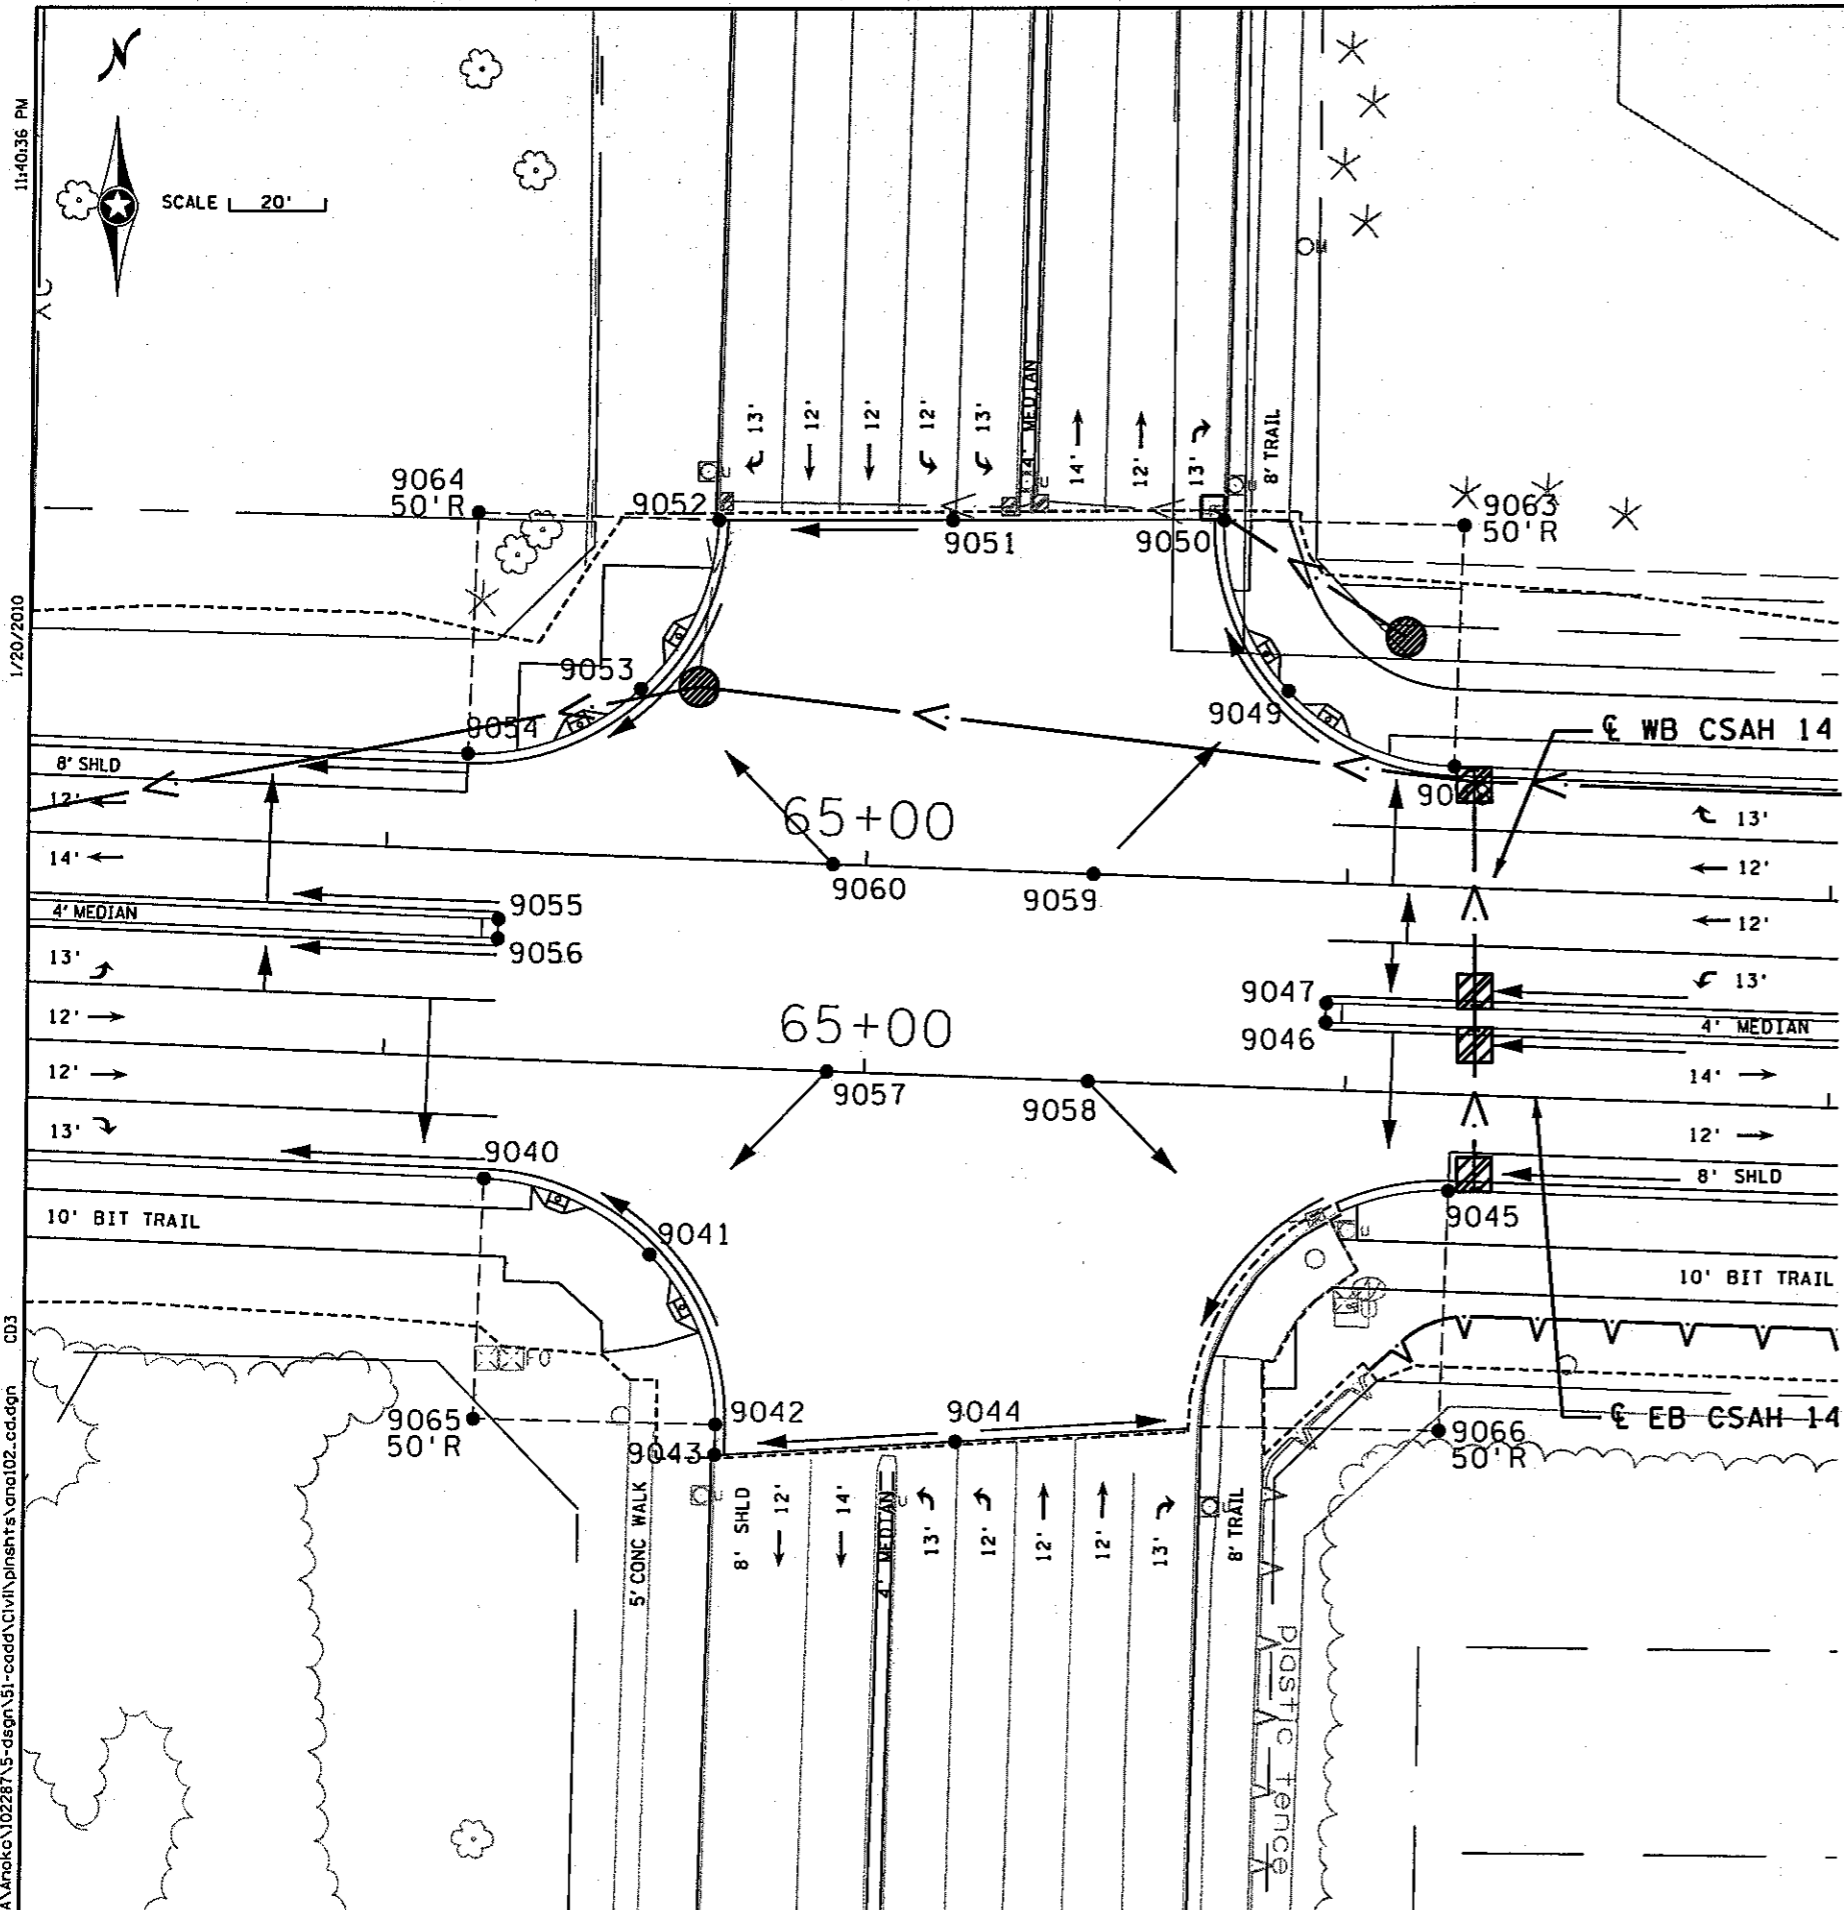 11:40:36 PM
1/20/2010
CD3
A\Anoka\102287\5-dsgn\51-cadd\Civil\plnshts\ana102.cd.dgn
N
SCALE 20'
13'
12'
12'
12'
13'
4' MEDIAN
14'
12'
13'
8' TRAIL
9064
50'R
9052
9051
9050
9063
50'R
9053
9054
9049
℄ WB CSAH 14
8' SHLD
12'
14'
4' MEDIAN
13'
12'
12'
13'
65+00
9060
9059
90
13'
12'
12'
13'
9055
9056
9047
9046
4' MEDIAN
65+00
9057
9058
14'
12'
8' SHLD
9040
9041
9045
10' BIT TRAIL
10' BIT TRAIL
FO
9065
50'R
9042
9043
9044
9066
50'R
℄ EB CSAH 14
5' CONC WALK
8' SHLD
12'
14'
4' MEDIAN
13'
12'
12'
12'
13'
8' TRAIL
plastic fence